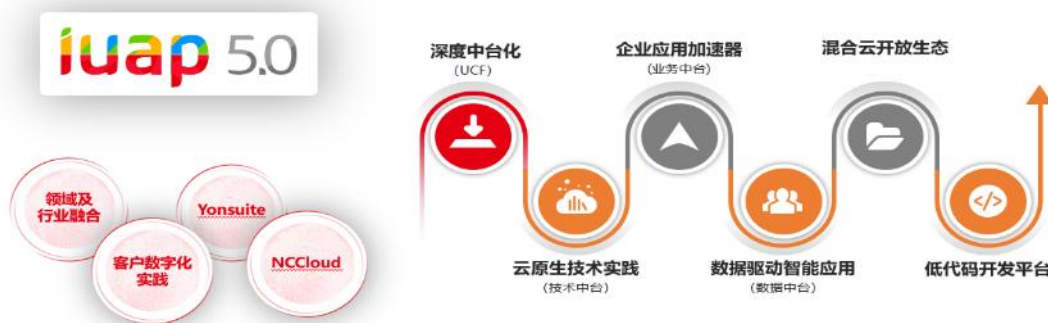 iuap 5.0
深度中台化
(UCF)
企业应用加速器
(业务中台)
混合云开放生态
领域及
行业融合
Yonsuite
客户数字化
实践
NCCloud
云原生技术实践
(技术中台)
数据驱动智能应用
(数据中台)
低代码开发平台